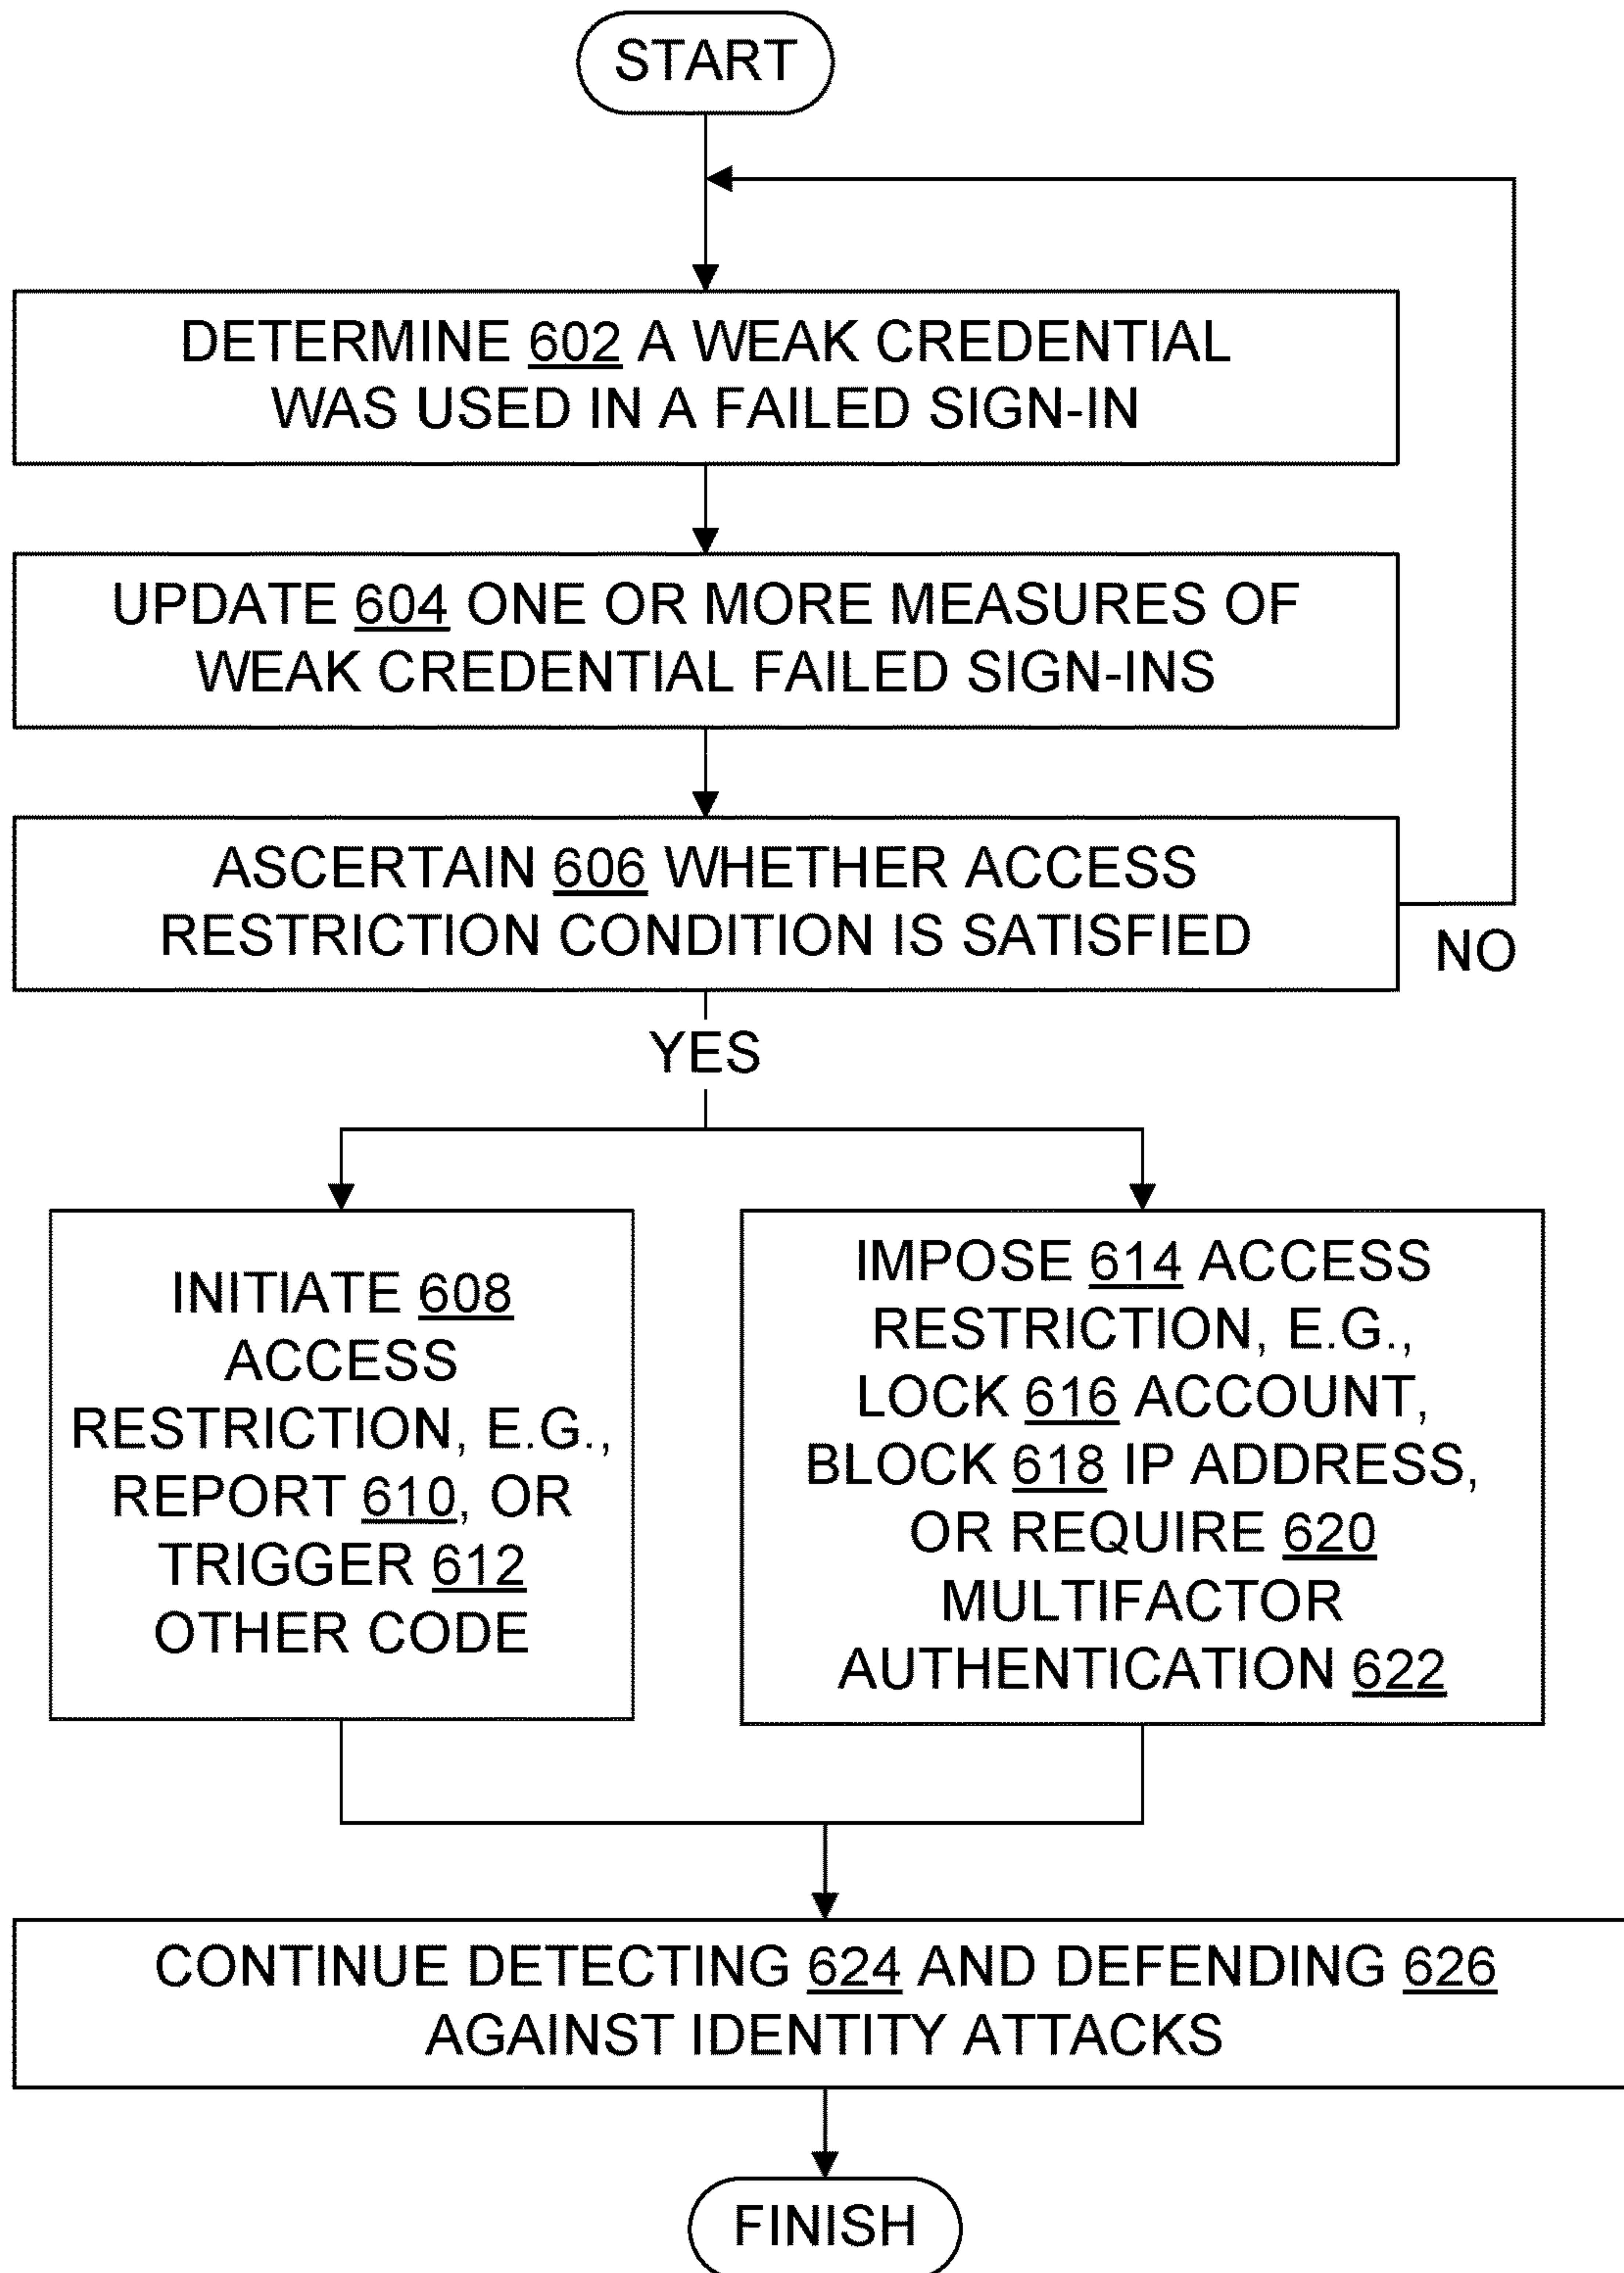 START
DETERMINE 602 A WEAK CREDENTIAL
WAS USED IN A FAILED SIGN-IN
UPDATE 604 ONE OR MORE MEASURES OF
WEAK CREDENTIAL FAILED SIGN-INS
ASCERTAIN 606 WHETHER ACCESS
RESTRICTION CONDITION IS SATISFIED
NO
YES
INITIATE 608
ACCESS
RESTRICTION, E.G.,
REPORT 610, OR
TRIGGER 612
OTHER CODE
IMPOSE 614 ACCESS
RESTRICTION, E.G.,
LOCK 616 ACCOUNT,
BLOCK 618 IP ADDRESS,
OR REQUIRE 620
MULTIFACTOR
AUTHENTICATION 622
CONTINUE DETECTING 624 AND DEFENDING 626
AGAINST IDENTITY ATTACKS
FINISH